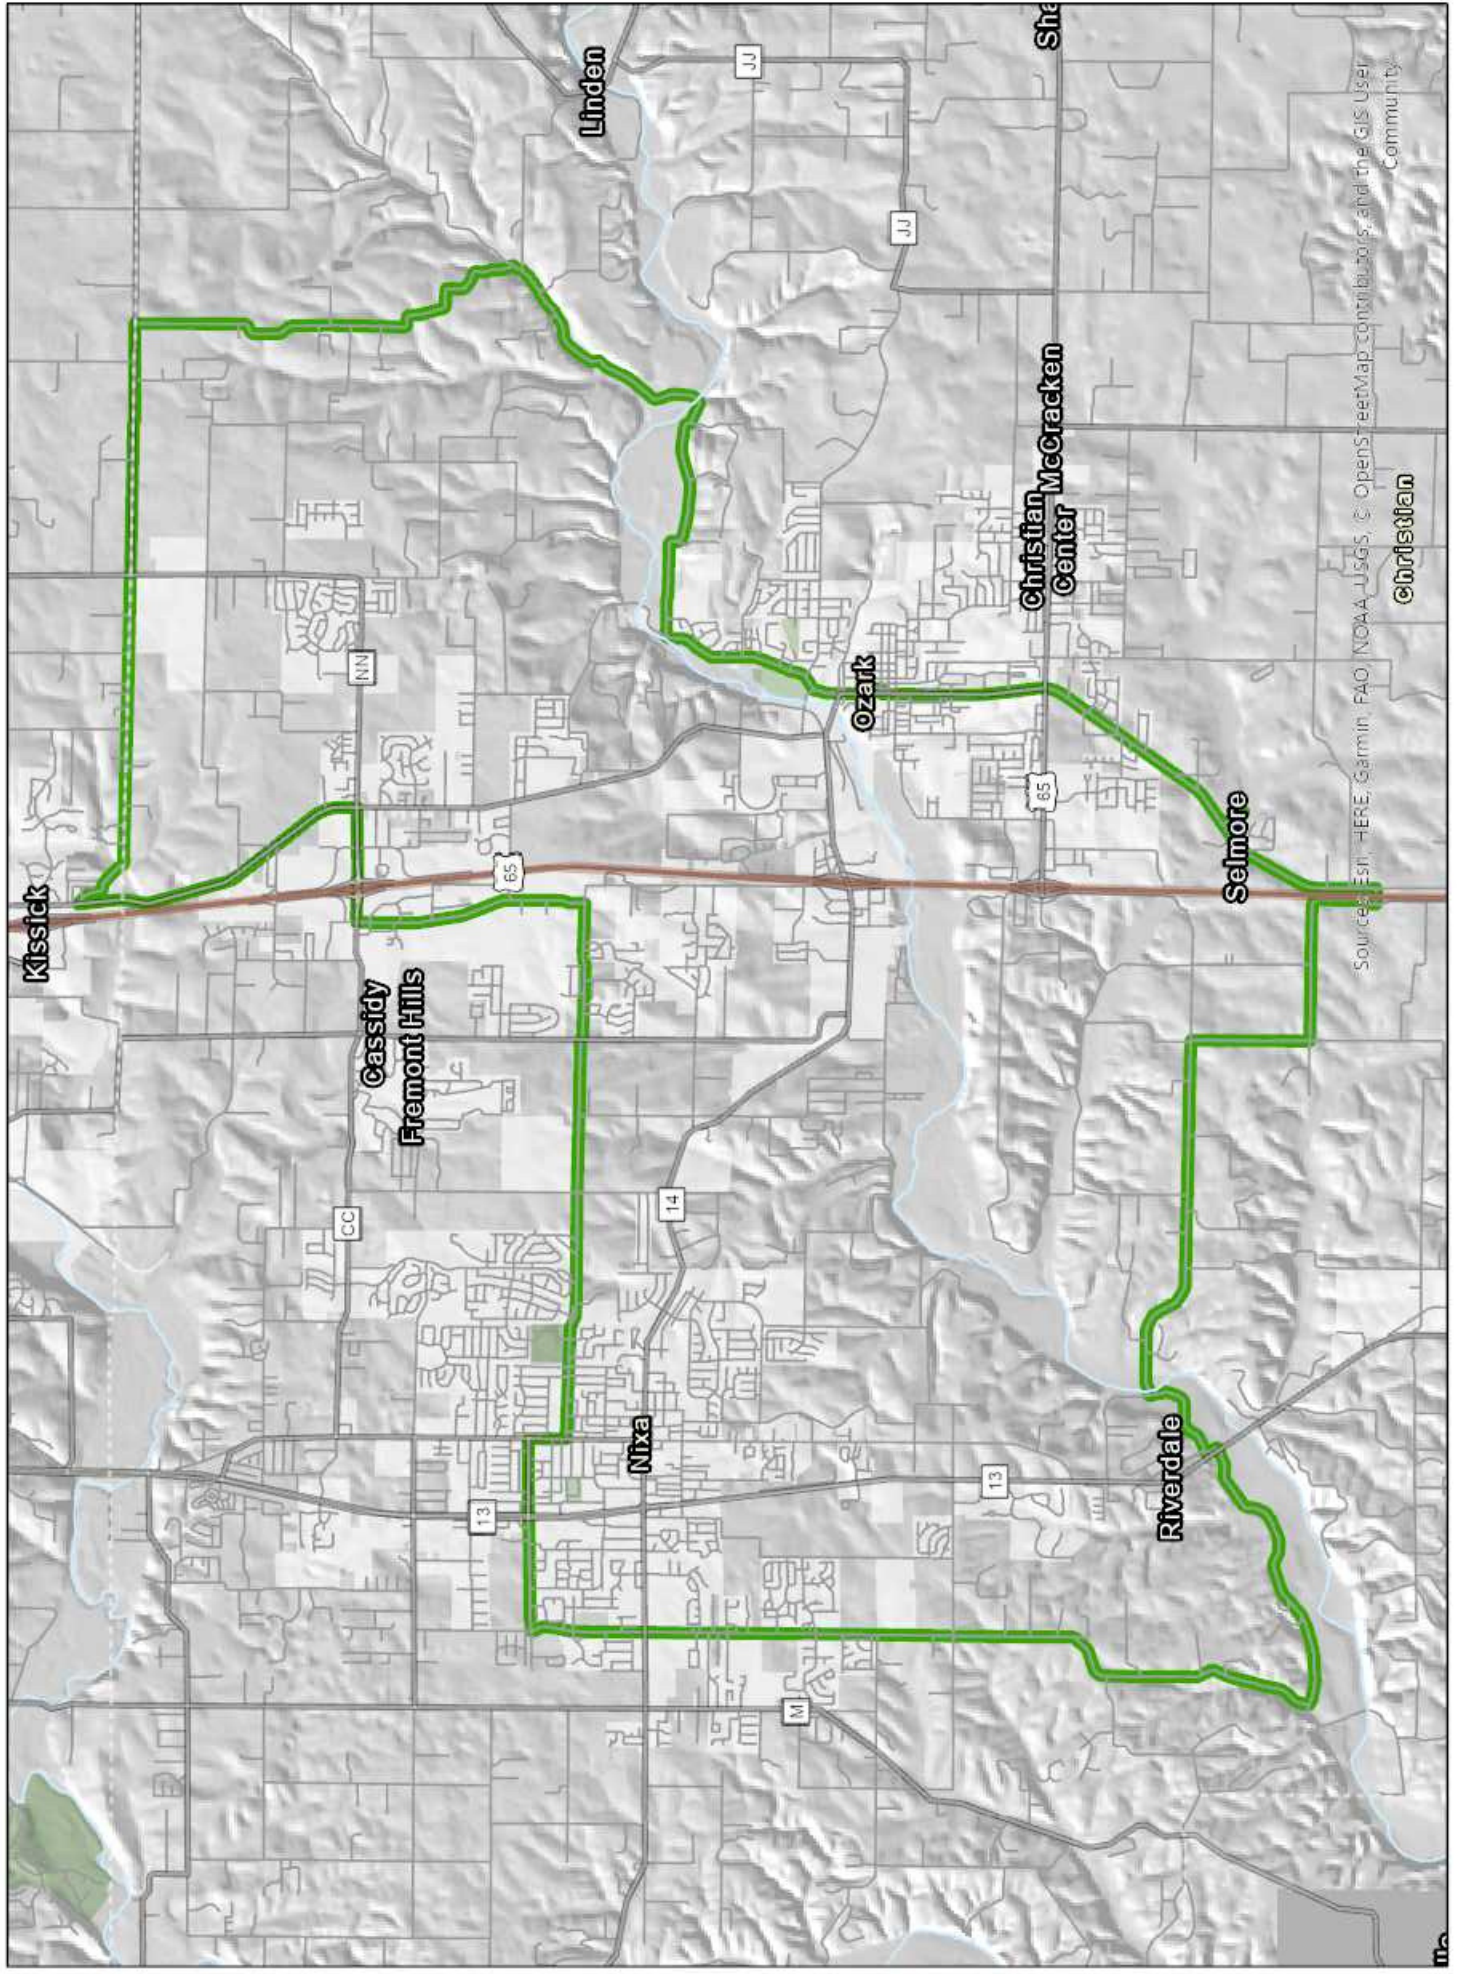 Kissick
CC
NN
Cassidy
Fremont Hills
13
65
Linden
Nixa
14
JJ
M
Ozark
JJ
13
65
Christian
Center
McCracken
Sha
Riverdale
Selmore
Sources: Esri, HERE, Garmin, FAO, NOAA, USGS, © OpenStreetMap contributors, and the GIS User
Community
Christian